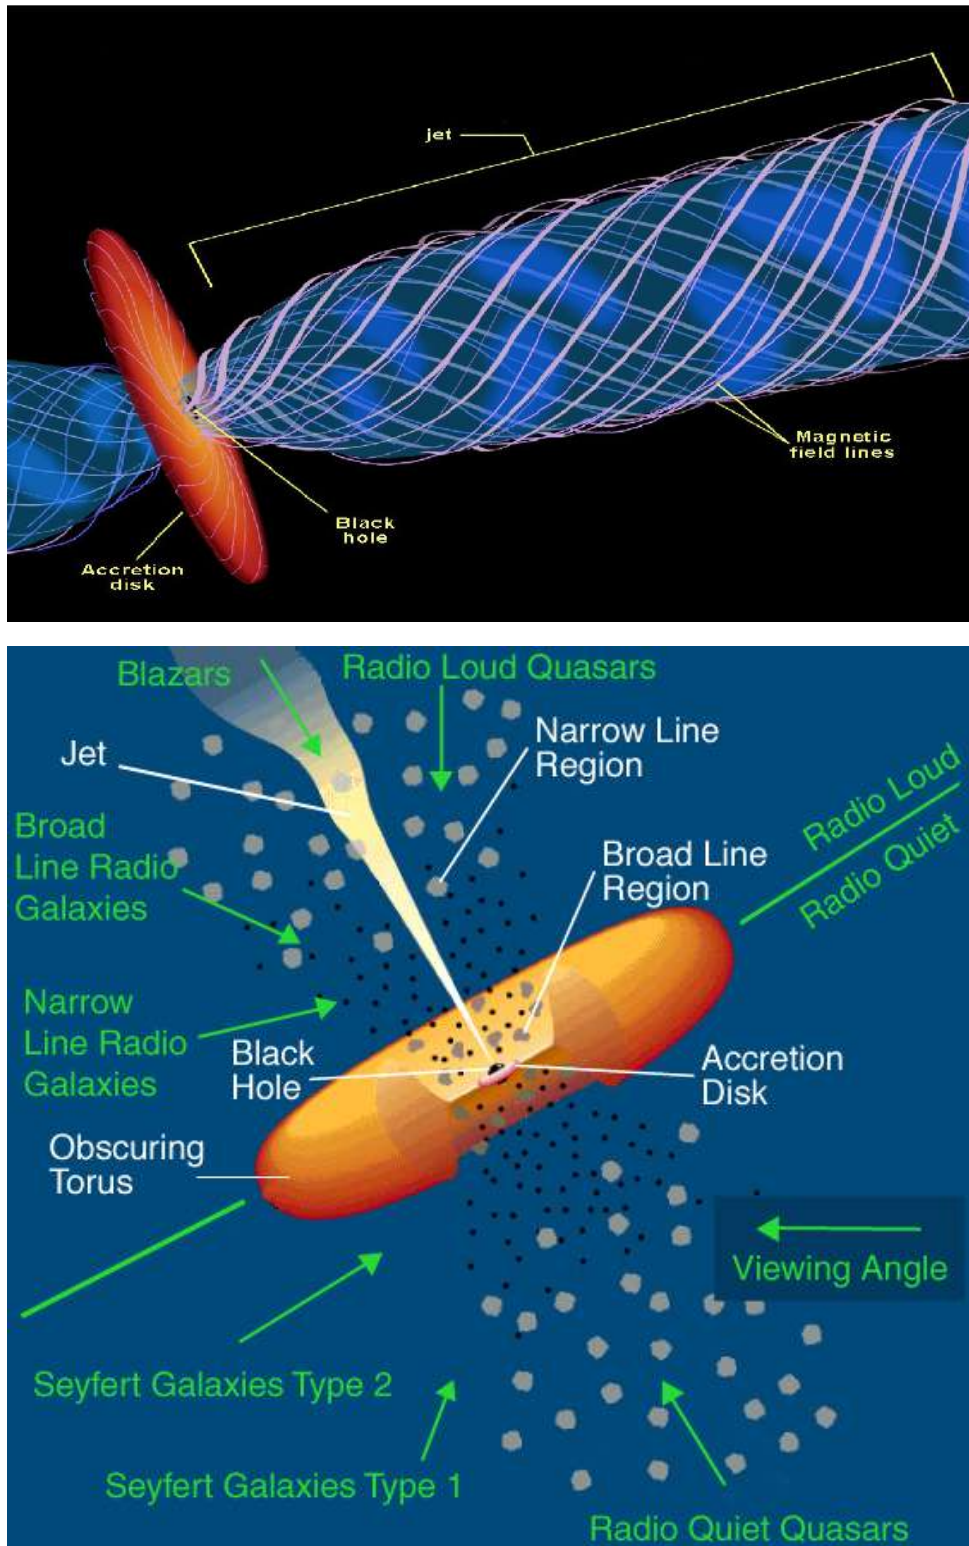 jet
Magnetic
field lines
Black
hole
Accretion
disk
Blazars
Radio Loud Quasars
Jet
Narrow Line
Region
Broad
Line Radio
Galaxies
Radio Loud
Radio Quiet
Broad Line
Region
Narrow
Line Radio
Galaxies
Black
Hole
Accretion
Disk
Obscuring
Torus
Viewing Angle
Seyfert Galaxies Type 2
Seyfert Galaxies Type 1
Radio Quiet Quasars